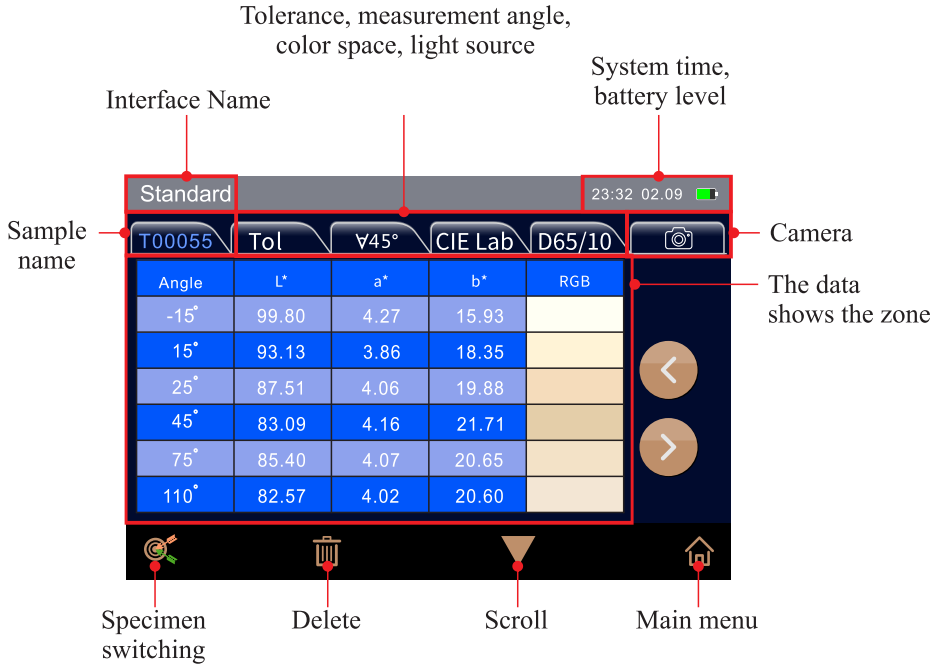 Tolerance, measurement angle,
color space, light source
System time,
battery level
Interface Name
Standard
23:32 02.09
Sample
name
T00055
Tol
∀45°
CIE Lab
D65/10
Camera
The data
shows the zone
Angle L* a* b* RGB
-15° 99.80 4.27 15.93
15° 93.13 3.86 18.35
25° 87.51 4.06 19.88
45° 83.09 4.16 21.71
75° 85.40 4.07 20.65
110° 82.57 4.02 20.60
Specimen
switching
Delete
Scroll
Main menu